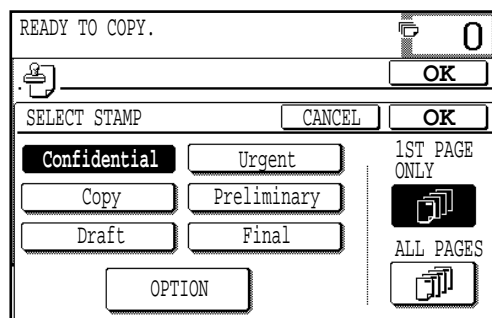 READY TO COPY.
0
OK
SELECT STAMP CANCEL OK
Confidential Urgent
Copy Preliminary
Draft Final
OPTION
1ST PAGE
ONLY
ALL PAGES